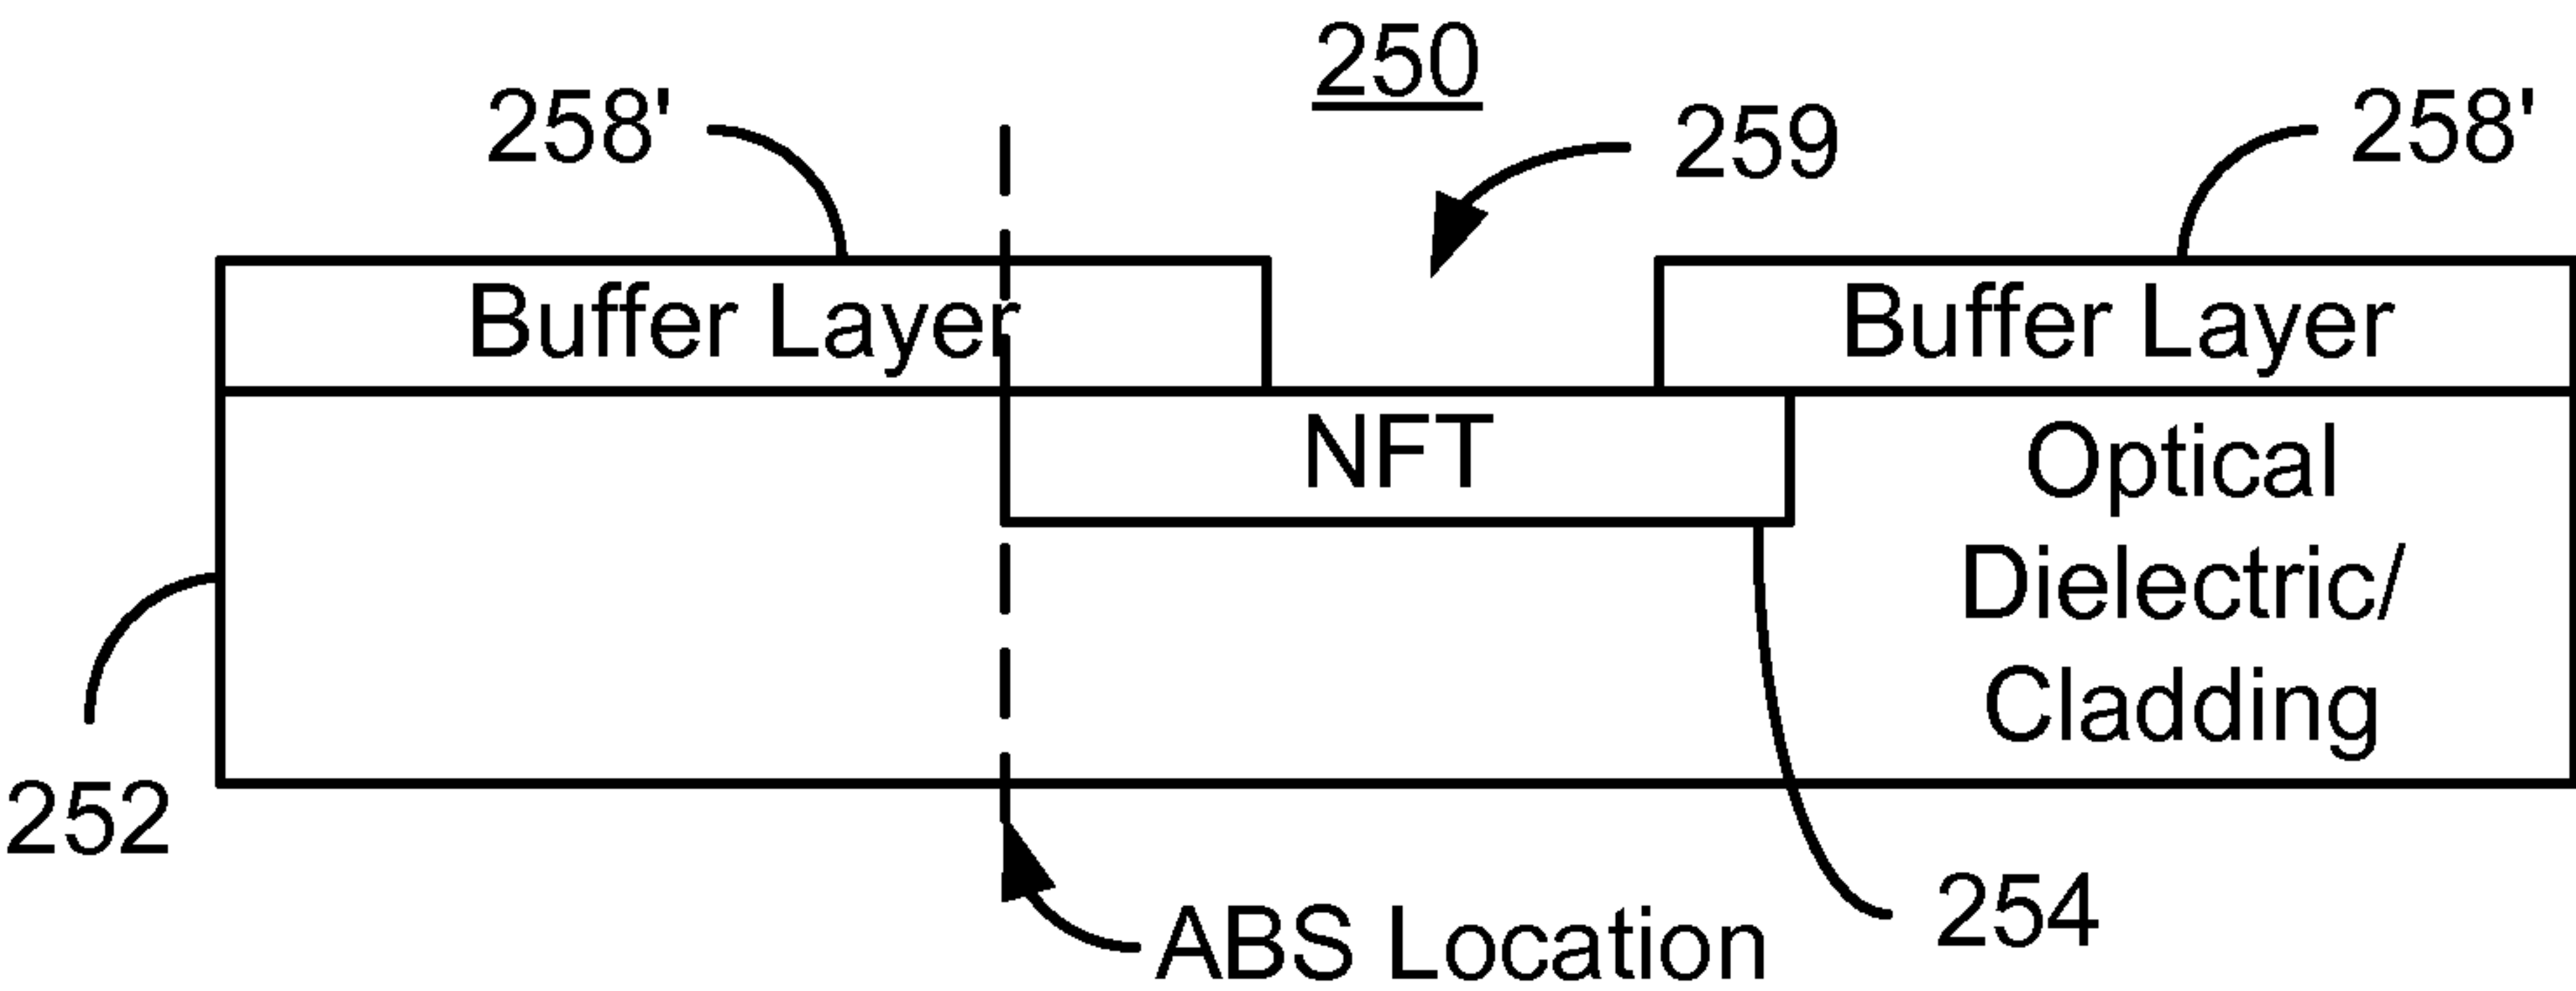 250
258'
259
258'
Buffer Layer
Buffer Layer
NFT
Optical
Dielectric/
Cladding
252
254
ABS Location